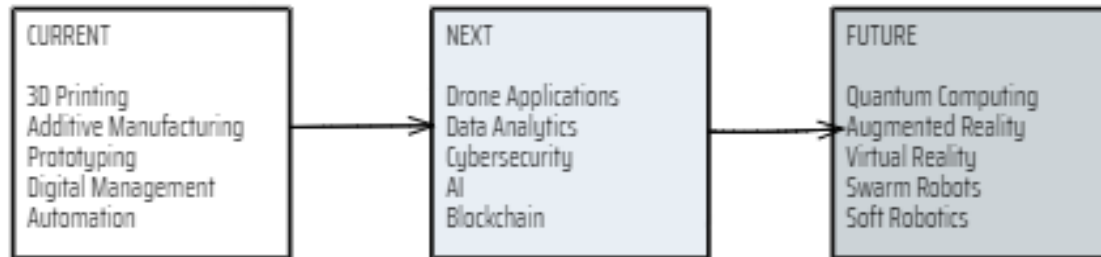 CURRENT
3D Printing
Additive Manufacturing
Prototyping
Digital Management
Automation
NEXT
Drone Applications
Data Analytics
Cybersecurity
AI
Blockchain
FUTURE
Quantum Computing
Augmented Reality
Virtual Reality
Swarm Robots
Soft Robotics